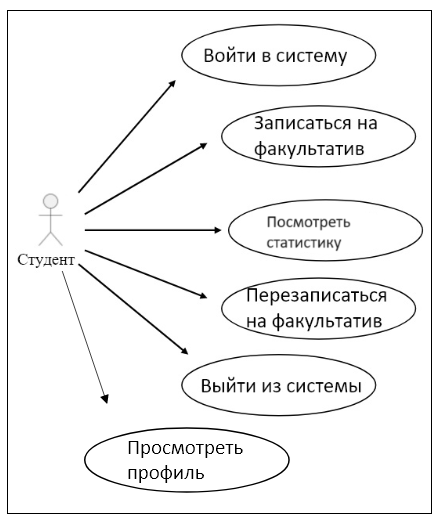 Войти в систему
Записаться на
факультатив
Посмотреть
статистику
Студент
Перезаписаться
на факультатив
Выйти из системы
Просмотреть
профиль